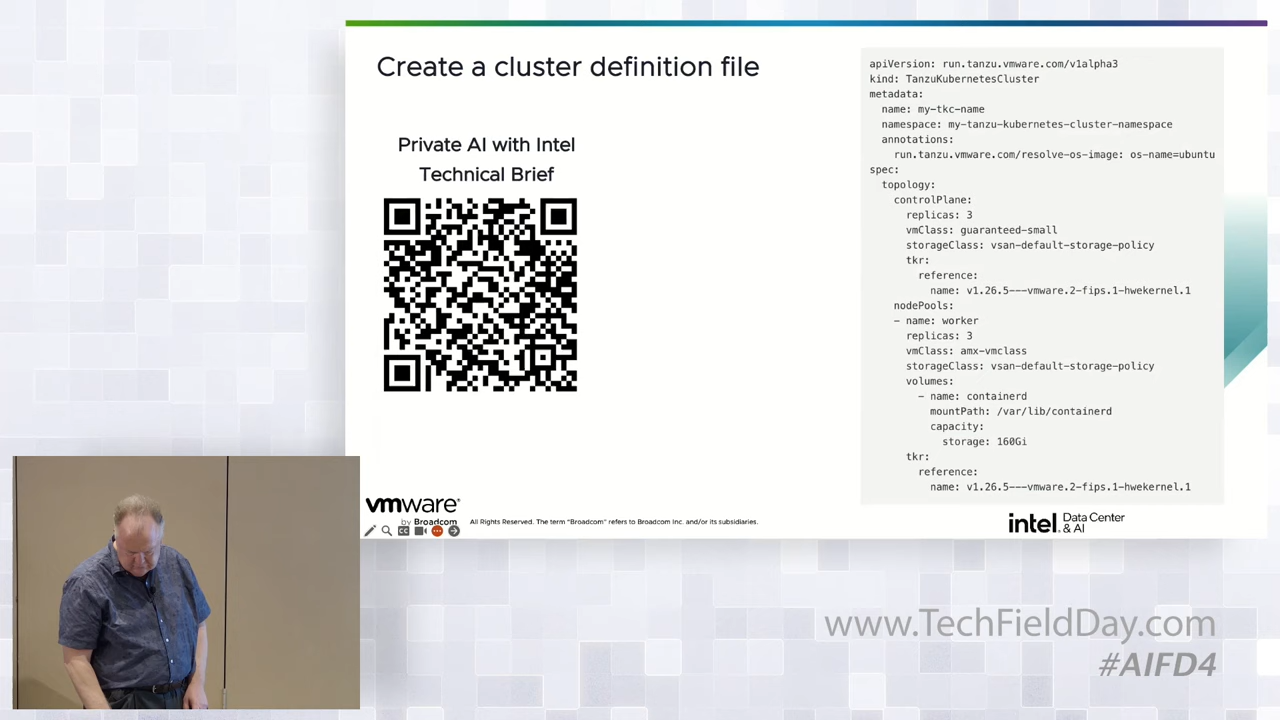 Create a cluster definition file
Private AI with Intel
Technical Brief
apiVersion: run.tanzu.vmware.com/v1alpha3
kind: TanzuKubernetesCluster
metadata:
  name: my-tkc-name
  namespace: my-tanzu-kubernetes-cluster-namespace
  annotations:
    run.tanzu.vmware.com/resolve-os-image: os-name=ubuntu
spec:
  topology:
    controlPlane:
      replicas: 3
      vmClass: guaranteed-small
      storageClass: vsan-default-storage-policy
      tkr:
        reference:
          name: v1.26.5---vmware.2-fips.1-hwekernel.1
    nodePools:
    - name: worker
      replicas: 3
      vmClass: amx-vmclass
      storageClass: vsan-default-storage-policy
      volumes:
        - name: containerd
          mountPath: /var/lib/containerd
          capacity:
            storage: 160Gi
      tkr:
        reference:
          name: v1.26.5---vmware.2-fips.1-hwekernel.1
vmware®
by Broadcom
All Rights Reserved. The term “Broadcom” refers to Broadcom Inc. and/or its subsidiaries.
CC
intel. Data Center
& AI
www.TechFieldDay.com
#AIFD4